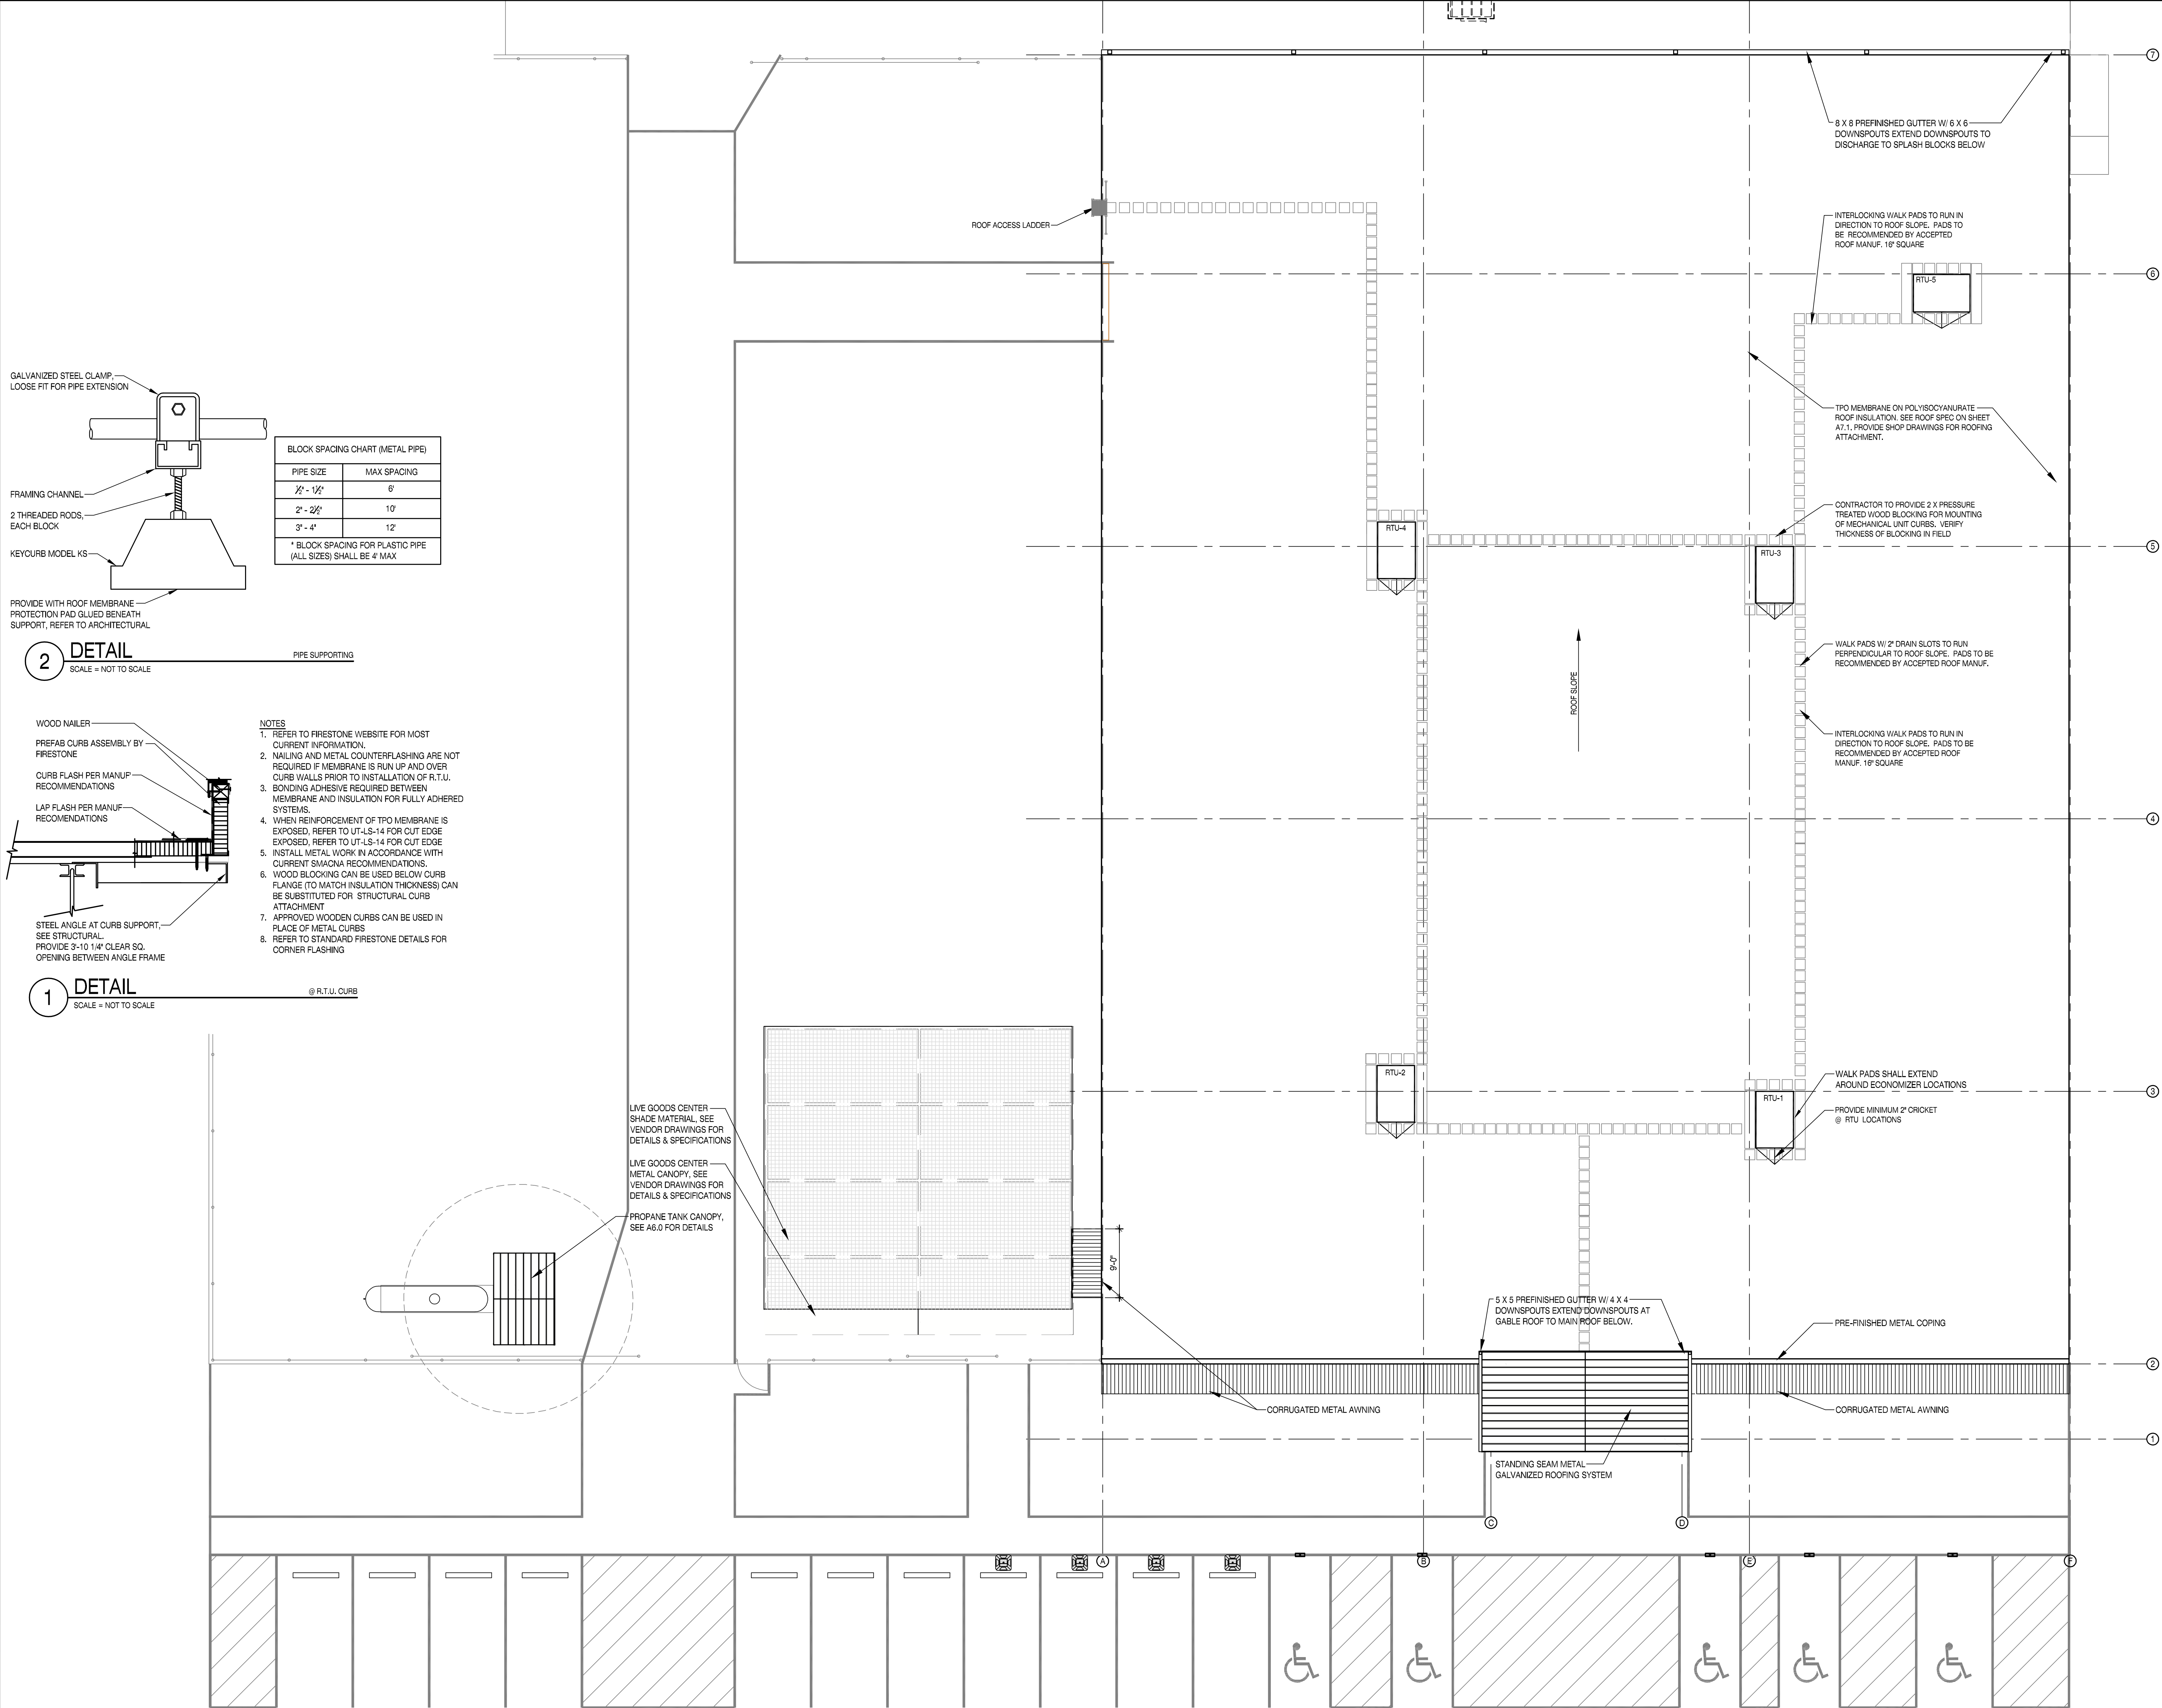 GALVANIZED STEEL CLAMP,
LOOSE FIT FOR PIPE EXTENSION
FRAMING CHANNEL
2 THREADED RODS,
EACH BLOCK
KEYCURB MODEL KS
PROVIDE WITH ROOF MEMBRANE
PROTECTION PAD GLUED BENEATH
SUPPORT, REFER TO ARCHITECTURAL
BLOCK SPACING CHART (METAL PIPE)
PIPE SIZE MAX SPACING
½" - 1½" 6'
2" - 2½" 10'
3" - 4" 12'
* BLOCK SPACING FOR PLASTIC PIPE
(ALL SIZES) SHALL BE 4' MAX
2 DETAIL PIPE SUPPORTING
SCALE = NOT TO SCALE
WOOD NAILER
PREFAB CURB ASSEMBLY BY
FIRESTONE
CURB FLASH PER MANUF'
RECOMMENDATIONS
LAP FLASH PER MANUF
RECOMENDATIONS
STEEL ANGLE AT CURB SUPPORT,
SEE STRUCTURAL.
PROVIDE 3'-10 1/4" CLEAR SQ.
OPENING BETWEEN ANGLE FRAME
NOTES
1. REFER TO FIRESTONE WEBSITE FOR MOST
CURRENT INFORMATION.
2. NAILING AND METAL COUNTERFLASHING ARE NOT
REQUIRED IF MEMBRANE IS RUN UP AND OVER
CURB WALLS PRIOR TO INSTALLATION OF R.T.U.
3. BONDING ADHESIVE REQUIRED BETWEEN
MEMBRANE AND INSULATION FOR FULLY ADHERED
SYSTEMS.
4. WHEN REINFORCEMENT OF TPO MEMBRANE IS
EXPOSED, REFER TO UT-LS-14 FOR CUT EDGE
EXPOSED, REFER TO UT-LS-14 FOR CUT EDGE
5. INSTALL METAL WORK IN ACCORDANCE WITH
CURRENT SMACNA RECOMMENDATIONS.
6. WOOD BLOCKING CAN BE USED BELOW CURB
FLANGE (TO MATCH INSULATION THICKNESS) CAN
BE SUBSTITUTED FOR STRUCTURAL CURB
ATTACHMENT
7. APPROVED WOODEN CURBS CAN BE USED IN
PLACE OF METAL CURBS
8. REFER TO STANDARD FIRESTONE DETAILS FOR
CORNER FLASHING
1 DETAIL @ R.T.U. CURB
SCALE = NOT TO SCALE
LIVE GOODS CENTER
SHADE MATERIAL, SEE
VENDOR DRAWINGS FOR
DETAILS & SPECIFICATIONS
LIVE GOODS CENTER
METAL CANOPY, SEE
VENDOR DRAWINGS FOR
DETAILS & SPECIFICATIONS
PROPANE TANK CANOPY,
SEE A6.0 FOR DETAILS
ROOF ACCESS LADDER
8 X 8 PREFINISHED GUTTER W/ 6 X 6
DOWNSPOUTS EXTEND DOWNSPOUTS TO
DISCHARGE TO SPLASH BLOCKS BELOW
INTERLOCKING WALK PADS TO RUN IN
DIRECTION TO ROOF SLOPE. PADS TO
BE RECOMMENDED BY ACCEPTED
ROOF MANUF. 16" SQUARE
RTU-5
TPO MEMBRANE ON POLYISOCYANURATE
ROOF INSULATION. SEE ROOF SPEC ON SHEET
A7.1. PROVIDE SHOP DRAWINGS FOR ROOFING
ATTACHMENT.
CONTRACTOR TO PROVIDE 2 X PRESSURE
TREATED WOOD BLOCKING FOR MOUNTING
OF MECHANICAL UNIT CURBS. VERIFY
THICKNESS OF BLOCKING IN FIELD
RTU-4
RTU-3
WALK PADS W/ 2" DRAIN SLOTS TO RUN
PERPENDICULAR TO ROOF SLOPE. PADS TO BE
RECOMMENDED BY ACCEPTED ROOF MANUF.
ROOF SLOPE
INTERLOCKING WALK PADS TO RUN IN
DIRECTION TO ROOF SLOPE. PADS TO BE
RECOMMENDED BY ACCEPTED ROOF
MANUF. 16" SQUARE
RTU-2
RTU-1
WALK PADS SHALL EXTEND
AROUND ECONOMIZER LOCATIONS
PROVIDE MINIMUM 2" CRICKET
@ RTU LOCATIONS
9'-0"
5 X 5 PREFINISHED GUTTER W/ 4 X 4
DOWNSPOUTS EXTEND DOWNSPOUTS AT
GABLE ROOF TO MAIN ROOF BELOW.
PRE-FINISHED METAL COPING
CORRUGATED METAL AWNING
CORRUGATED METAL AWNING
STANDING SEAM METAL
GALVANIZED ROOFING SYSTEM
7
6
5
4
3
2
1
C
D
A
B
E
F